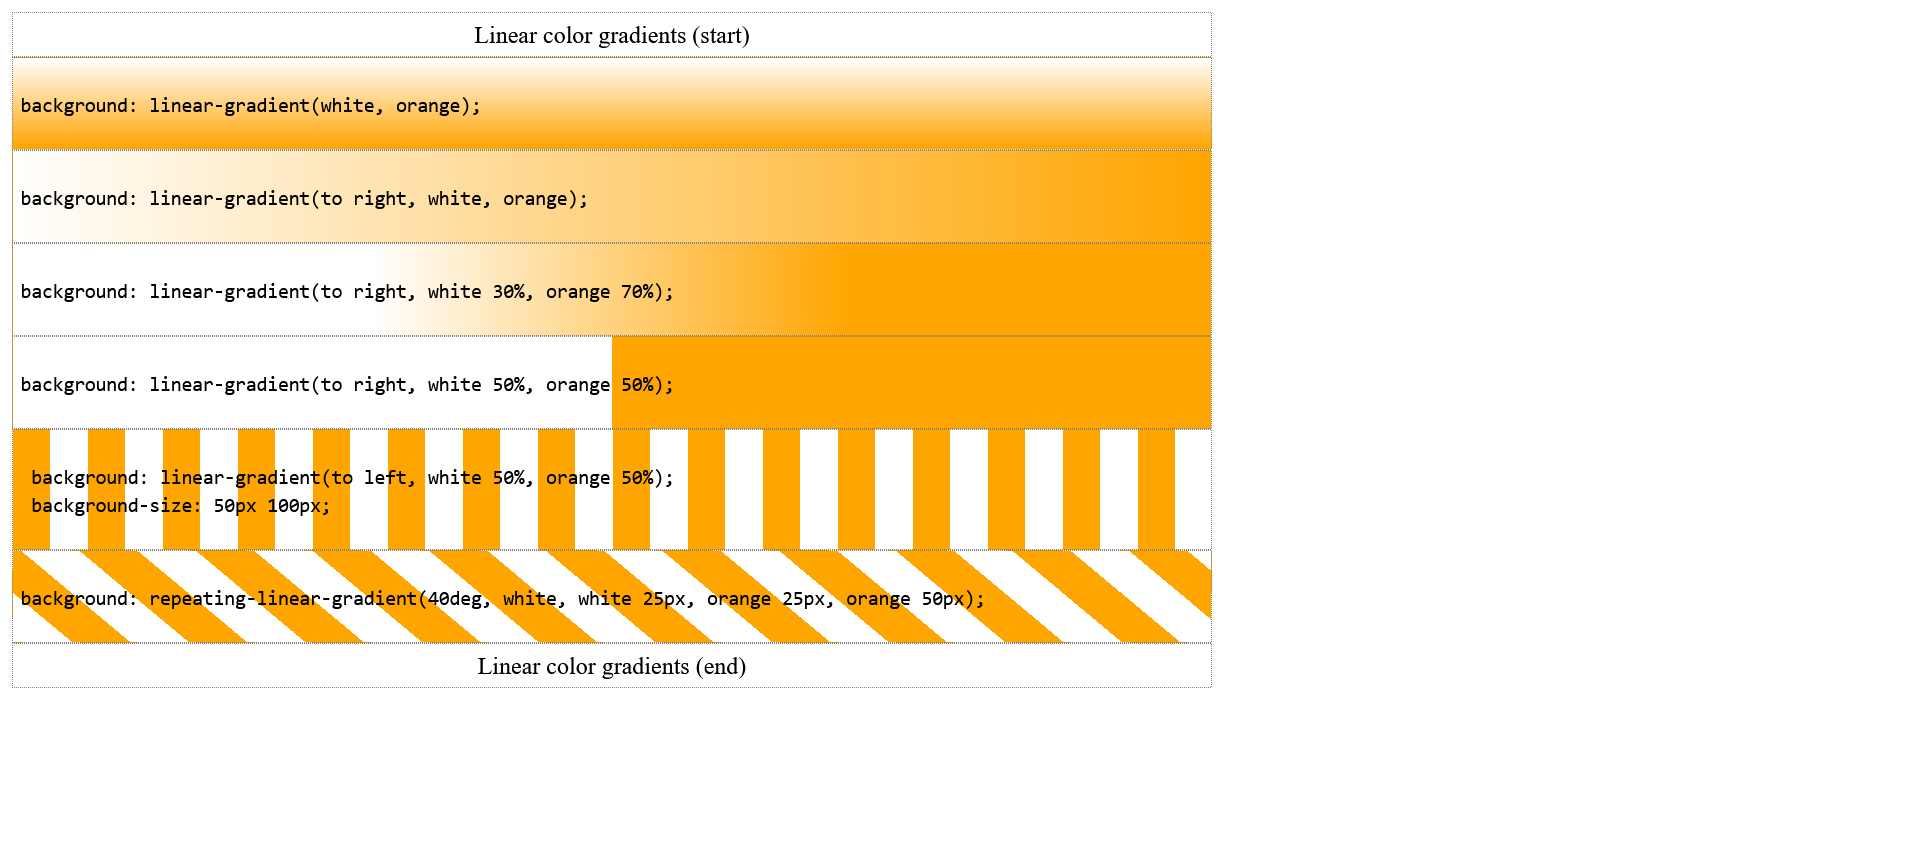 Linear color gradients (start)
background: linear-gradient(white, orange);
background: linear-gradient(to right, white, orange);
background: linear-gradient(to right, white 30%, orange 70%);
background: linear-gradient(to right, white 50%, orange 50%);
background: linear-gradient(to left, white 50%, orange 50%);
background-size: 50px 100px;
background: repeating-linear-gradient(40deg, white, white 25px, orange 25px, orange 50px);
Linear color gradients (end)